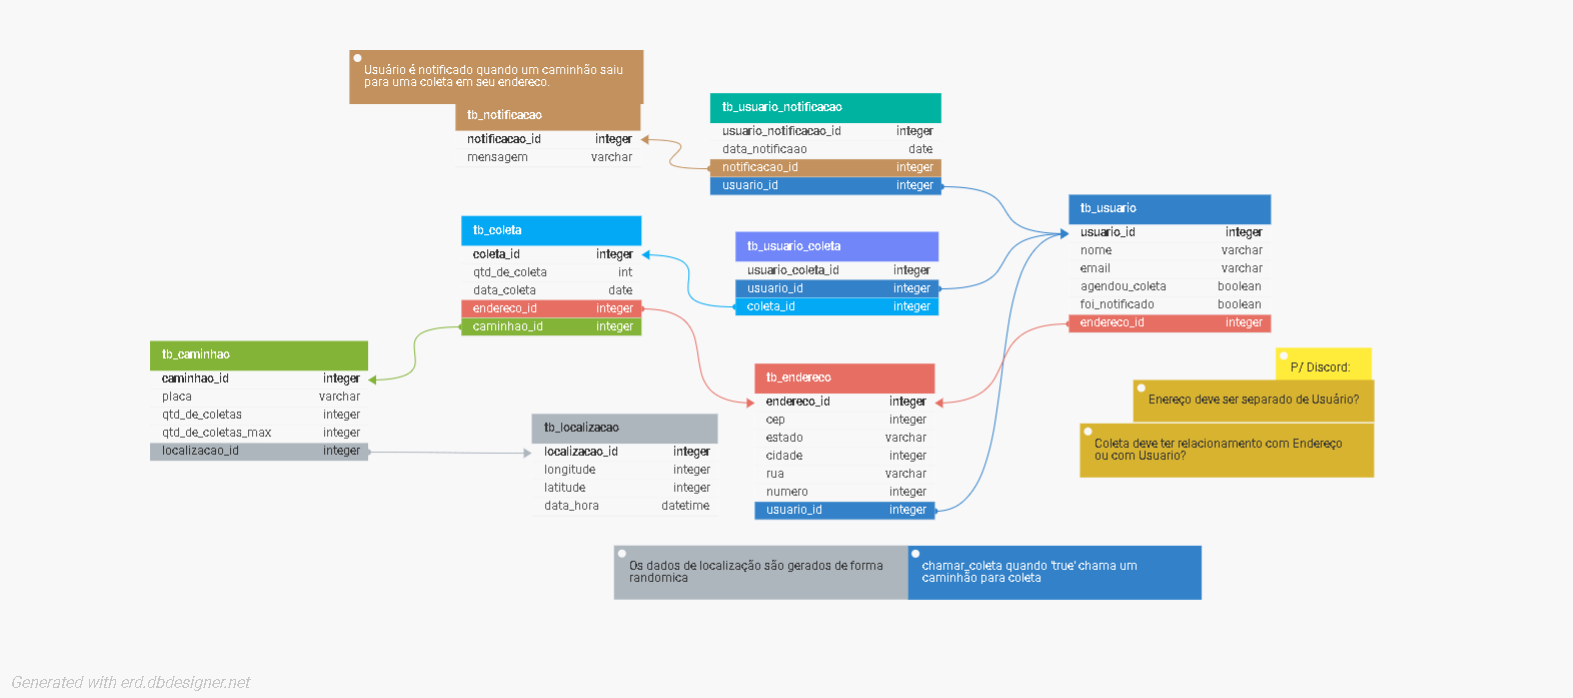 Usuário é notificado quando um caminhão saiu
para uma coleta em seu endereco.
tb_notificacao
notificacao_id integer
mensagem varchar
tb_usuario_notificacao
usuario_notificacao_id integer
data_notificaao date
notificacao_id integer
usuario_id integer
tb_usuario
usuario_id integer
nome varchar
email varchar
agendou_coleta boolean
foi_notificado boolean
endereco_id integer
tb_coleta
coleta_id integer
qtd_de_coleta int
data_coleta date
endereco_id integer
caminhao_id integer
tb_usuario_coleta
usuario_coleta_id integer
usuario_id integer
coleta_id integer
tb_caminhao
caminhao_id integer
placa varchar
qtd_de_coletas integer
qtd_de_coletas_max integer
localizacao_id integer
tb_localizacao
localizacao_id integer
longitude integer
latitude integer
data_hora datetime
tb_endereco
endereco_id integer
cep integer
estado varchar
cidade integer
rua varchar
numero integer
usuario_id integer
P/ Discord:
Enereço deve ser separado de Usuário?
Coleta deve ter relacionamento com Endereço
ou com Usuario?
Os dados de localização são gerados de forma
randomica
chamar_coleta quando 'true' chama um
caminhão para coleta
Generated with erd.dbdesigner.net